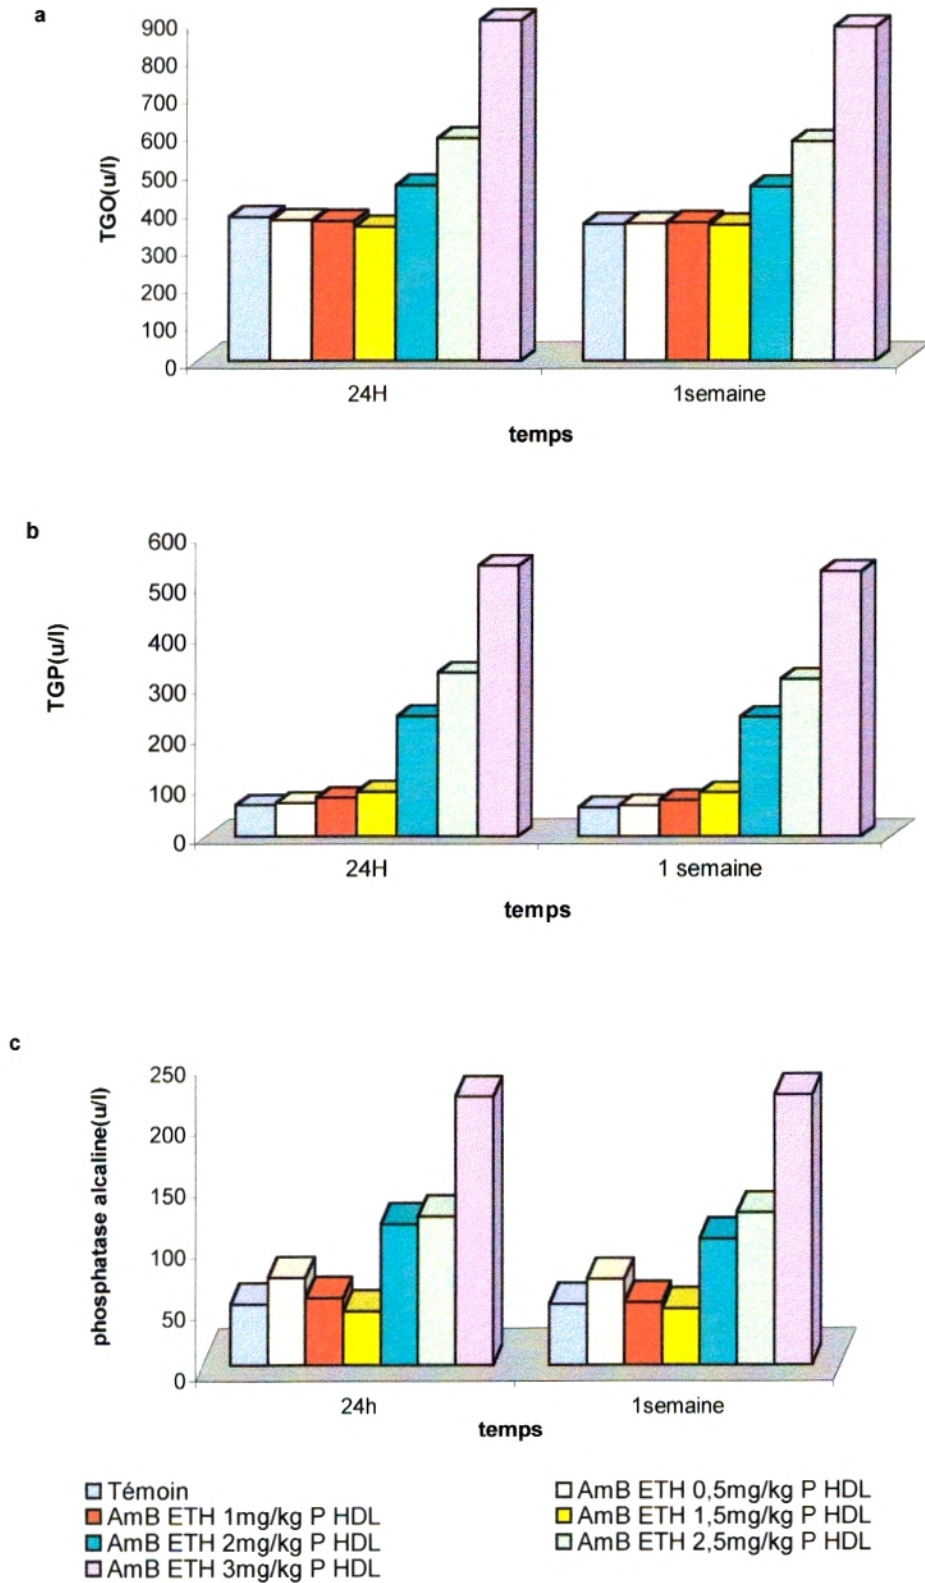 a
TGO(u/l)
900
800
700
600
500
400
300
200
100
0
24H
1semaine
temps
b
TGP(u/l)
600
500
400
300
200
100
0
24H
1 semaine
temps
c
phosphatase alcaline(u/l)
250
200
150
100
50
0
24h
1semaine
temps
Témoin
AmB ETH 0,5mg/kg P HDL
AmB ETH 1mg/kg P HDL
AmB ETH 1,5mg/kg P HDL
AmB ETH 2mg/kg P HDL
AmB ETH 2,5mg/kg P HDL
AmB ETH 3mg/kg P HDL